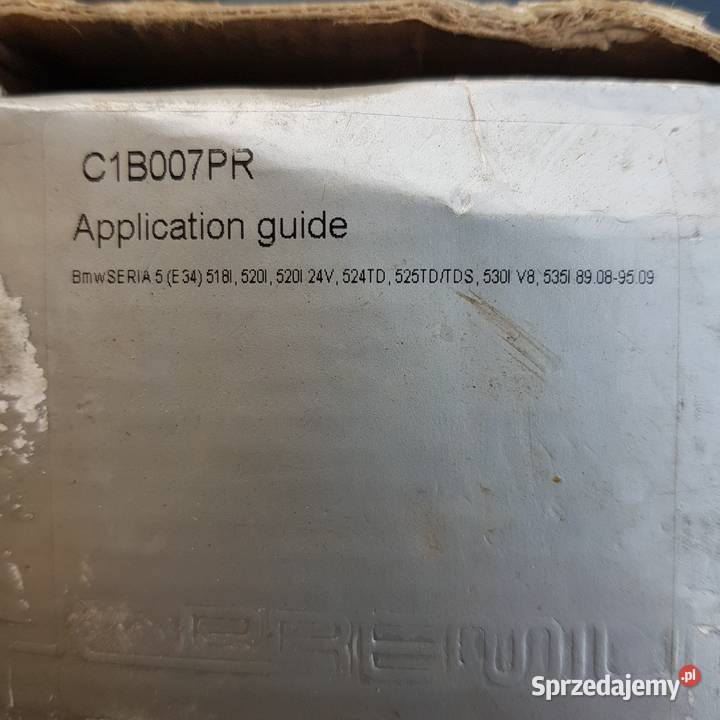 C1B007PR
Application guide
BmwSERIA 5 (E34) 518I, 520I, 520I 24V, 524TD, 525TD/TDS, 530I V8, 535I 89.08-95.09
Sprzedajemy.pl